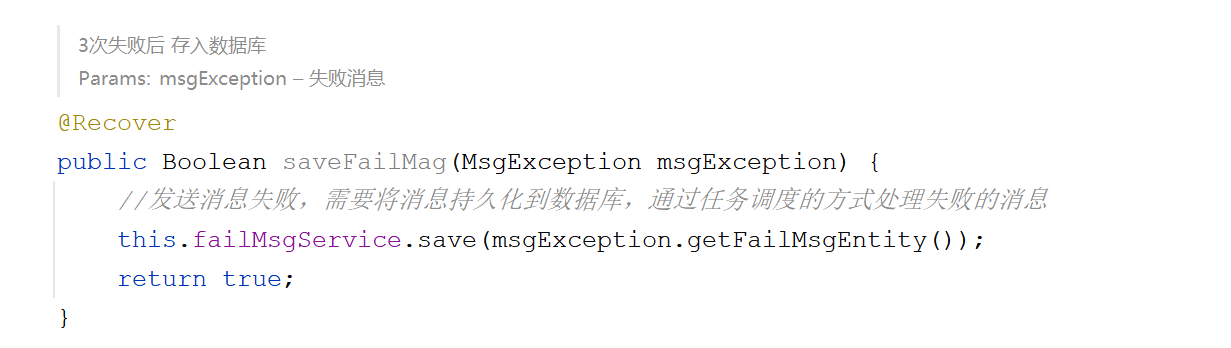 3次失败后 存入数据库
Params: msgException – 失败消息
@Recover
public Boolean saveFailMag(MsgException msgException) {
//发送消息失败，需要将消息持久化到数据库，通过任务调度的方式处理失败的消息
this.failMsgService.save(msgException.getFailMsgEntity());
return true;
}